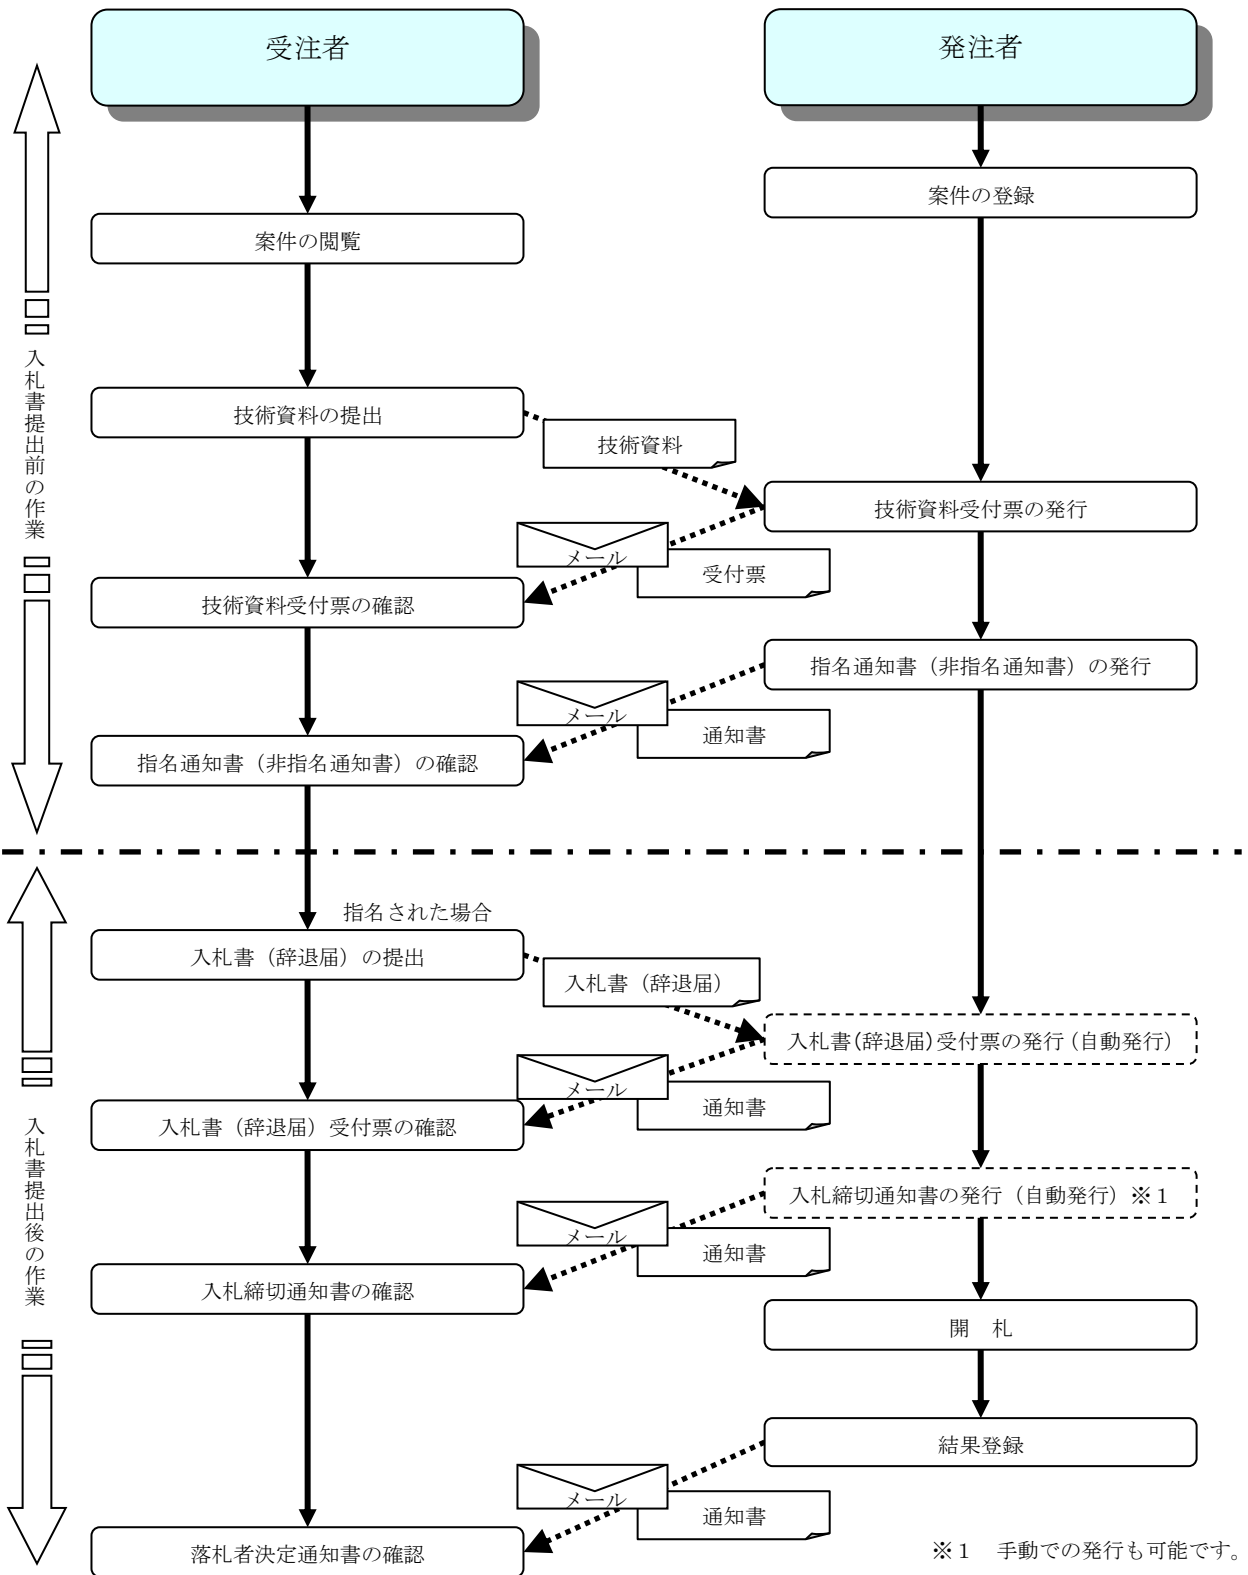 受注者
発注者
案件の登録
案件の閲覧
入札書提出前の作業
技術資料の提出
技術資料
技術資料受付票の発行
メール
受付票
技術資料受付票の確認
指名通知書（非指名通知書）の発行
メール
通知書
指名通知書（非指名通知書）の確認
指名された場合
入札書（辞退届）の提出
入札書（辞退届）
入札書（辞退届）受付票の発行（自動発行）
メール
通知書
入札書（辞退届）受付票の確認
入札書提出後の作業
入札締切通知書の発行（自動発行）※１
メール
通知書
入札締切通知書の確認
開　札
結果登録
メール
通知書
落札者決定通知書の確認
※１　手動での発行も可能です。